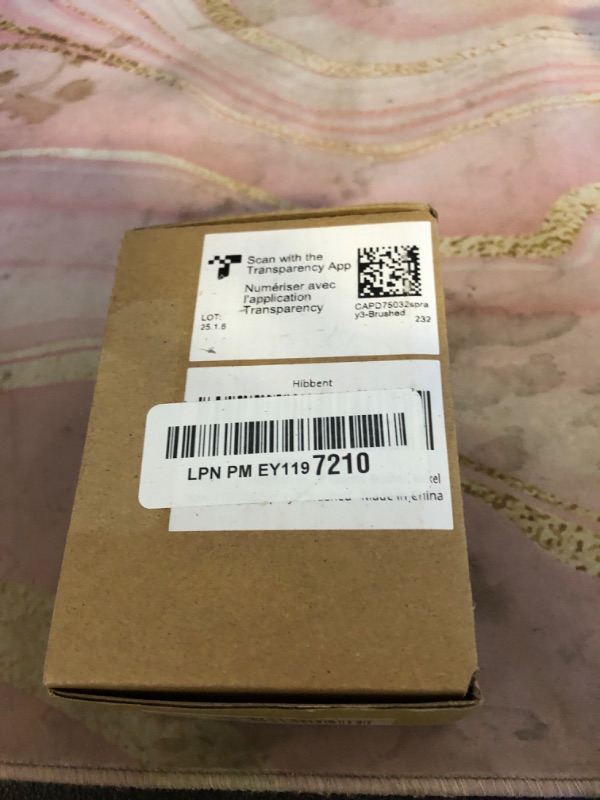 Scan with the
Transparency App
Numériser avec
l'application
Transparency
LOT:
25.1.6
CAPD75032spra
y3-Brushed
232
Hibbent
LPN PM EY119 7210
Made in China